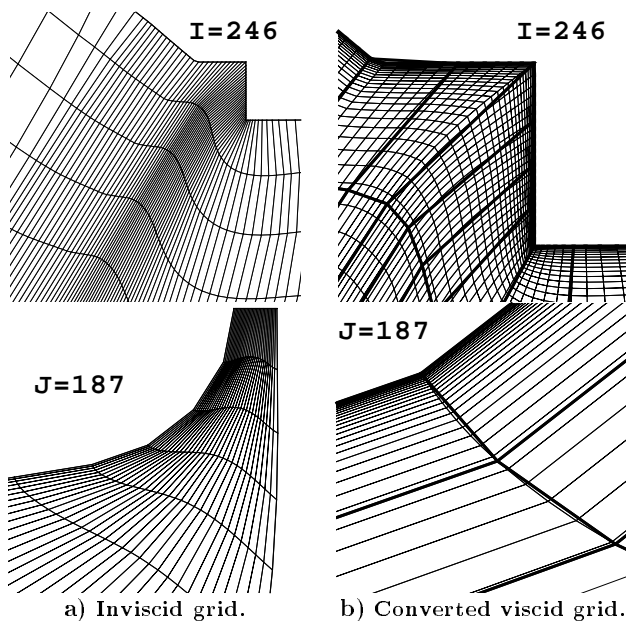 I=246
I=246
J=187
J=187
a) Inviscid grid.
b) Converted viscid grid.